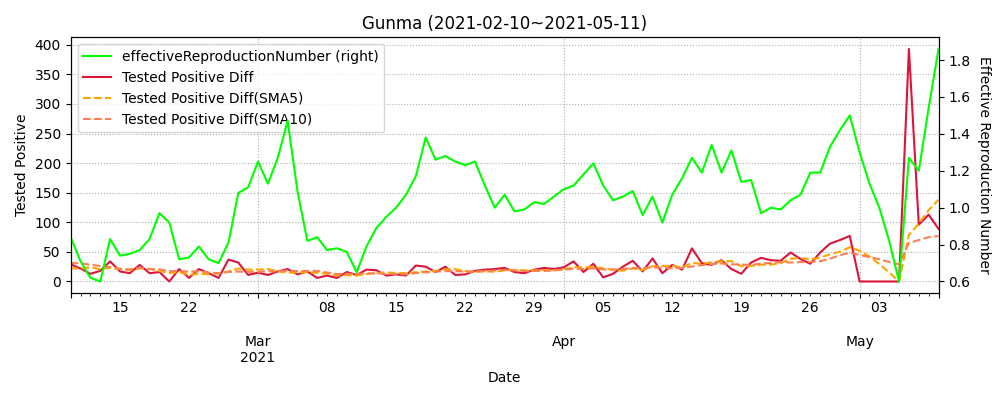 Gunma (2021-02-10~2021-05-11)
effectiveReproductionNumber (right)
Tested Positive Diff
Tested Positive Diff(SMA5)
Tested Positive Diff(SMA10)
Tested Positive
400
350
300
250
200
150
100
50
0
Effective Reproduction Number
1.8
1.6
1.4
1.2
1.0
0.8
0.6
15 22 08 15 22 29 05 12 19 26 03
Mar Apr May
2021
Date